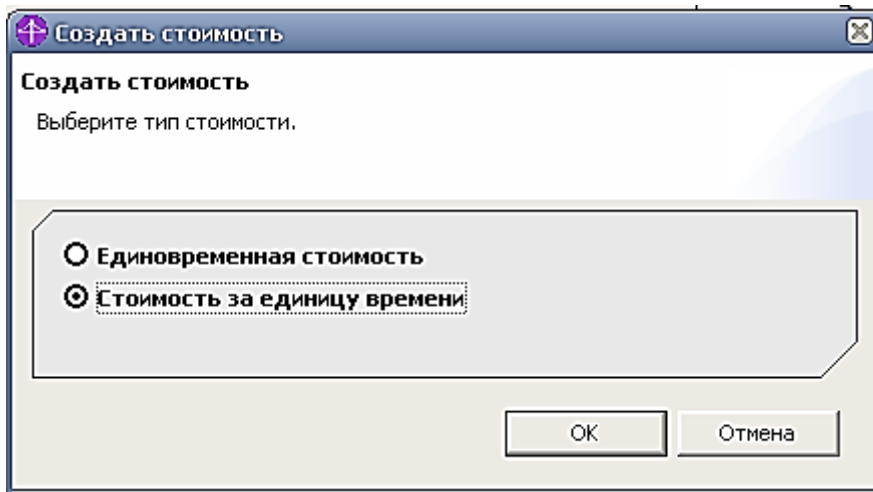 Создать стоимость
Создать стоимость
Выберите тип стоимости.
Единовременная стоимость
Стоимость за единицу времени
OK
Отмена